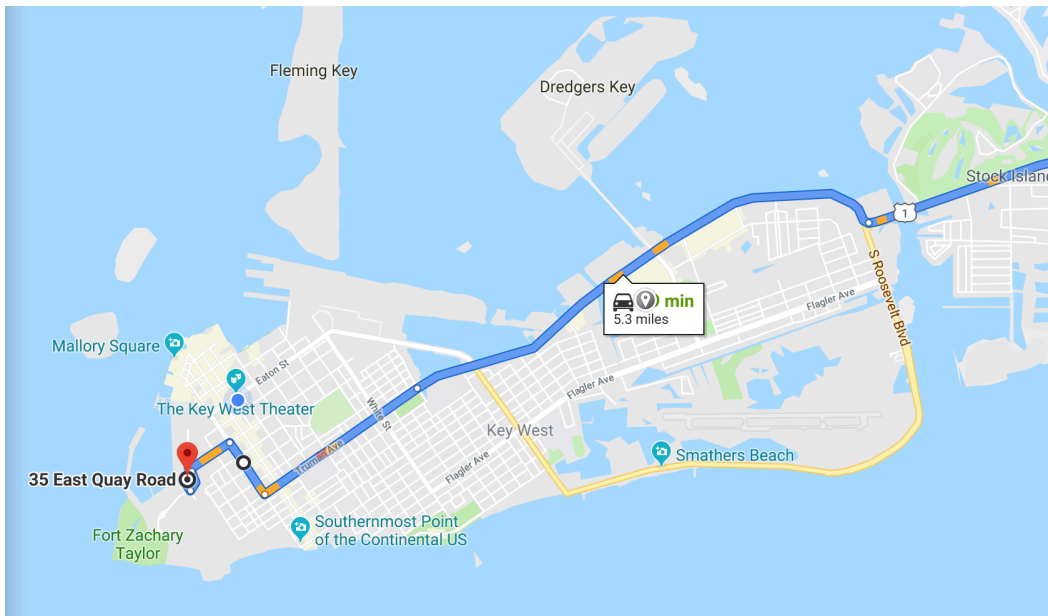 Fleming Key
Dredgers Key
Stock Islan
1
S Roosevelt Blvd
min
5.3 miles
Flagler Ave
Mallory Square
Eaton St
Flagler Ave
The Key West Theater
White St
Key West
Truman Ave
Smathers Beach
Flagler Ave
35 East Quay Road
Southernmost Point
of the Continental US
Fort Zachary
Taylor